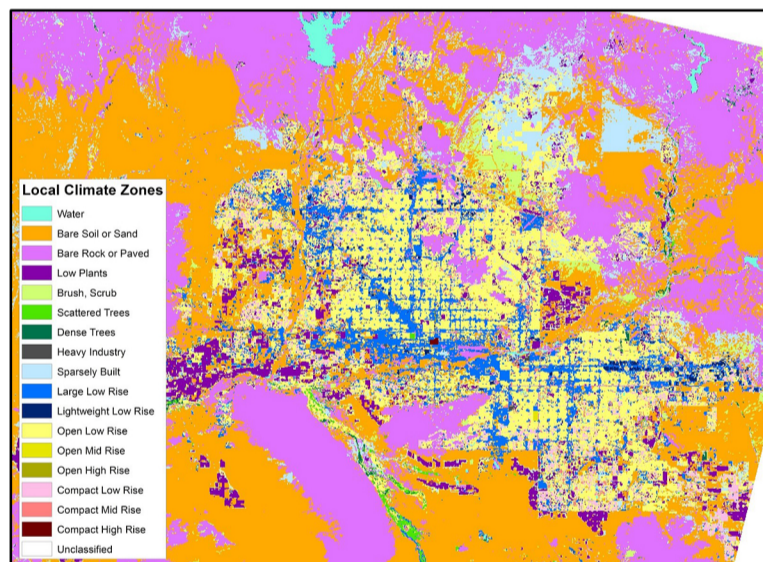 Local Climate Zones
Water
Bare Soil or Sand
Bare Rock or Paved
Low Plants
Brush, Scrub
Scattered Trees
Dense Trees
Heavy Industry
Sparsely Built
Large Low Rise
Lightweight Low Rise
Open Low Rise
Open Mid Rise
Open High Rise
Compact Low Rise
Compact Mid Rise
Compact High Rise
Unclassified